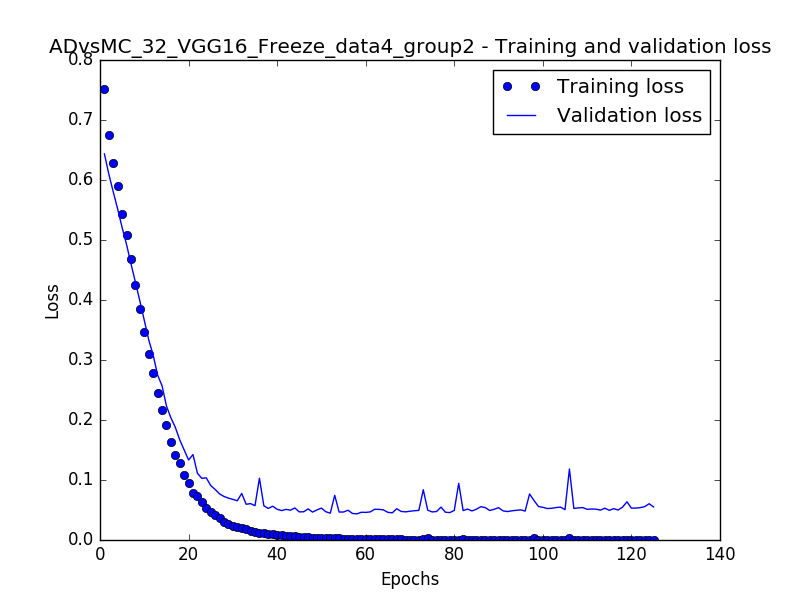 ADvsMC_32_VGG16_Freeze_data4_group2 - Training and validation loss
Training loss
Validation loss
0.8
0.7
0.6
0.5
0.4
0.3
0.2
0.1
0.0
Loss
0 20 40 60 80 100 120 140
Epochs